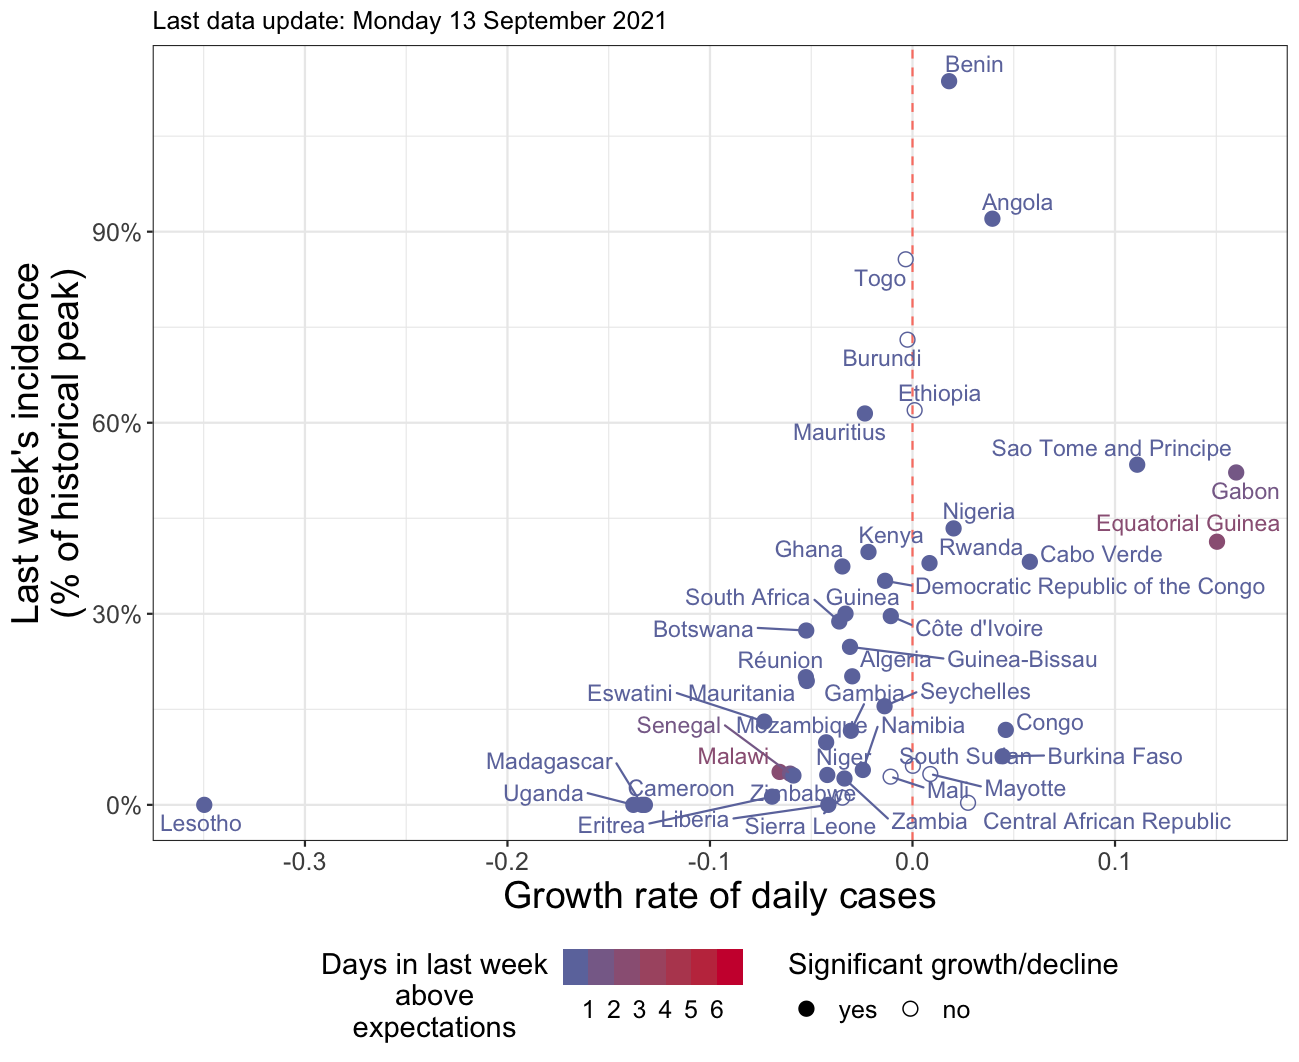 Last data update: Monday 13 September 2021
Last week's incidence
(% of historical peak)
90%
60%
30%
0%
Benin
Angola
Togo
Burundi
Ethiopia
Mauritius
Sao Tome and Principe
Gabon
Nigeria
Equatorial Guinea
Kenya
Ghana
Rwanda
Cabo Verde
Democratic Republic of the Congo
South Africa
Guinea
Botswana
Côte d'Ivoire
Réunion
Algeria
Guinea-Bissau
Eswatini
Mauritania
Gambia
Seychelles
Senegal
Mozambique
Namibia
Congo
Malawi
Niger
South Sudan
Burkina Faso
Madagascar
Uganda
Cameroon
Zimbabwe
Mali
Mayotte
Lesotho
Eritrea
Liberia
Sierra Leone
Zambia
Central African Republic
-0.3
-0.2
-0.1
0.0
0.1
Growth rate of daily cases
Days in last week
above
expectations
1 2 3 4 5 6
Significant growth/decline
yes
no